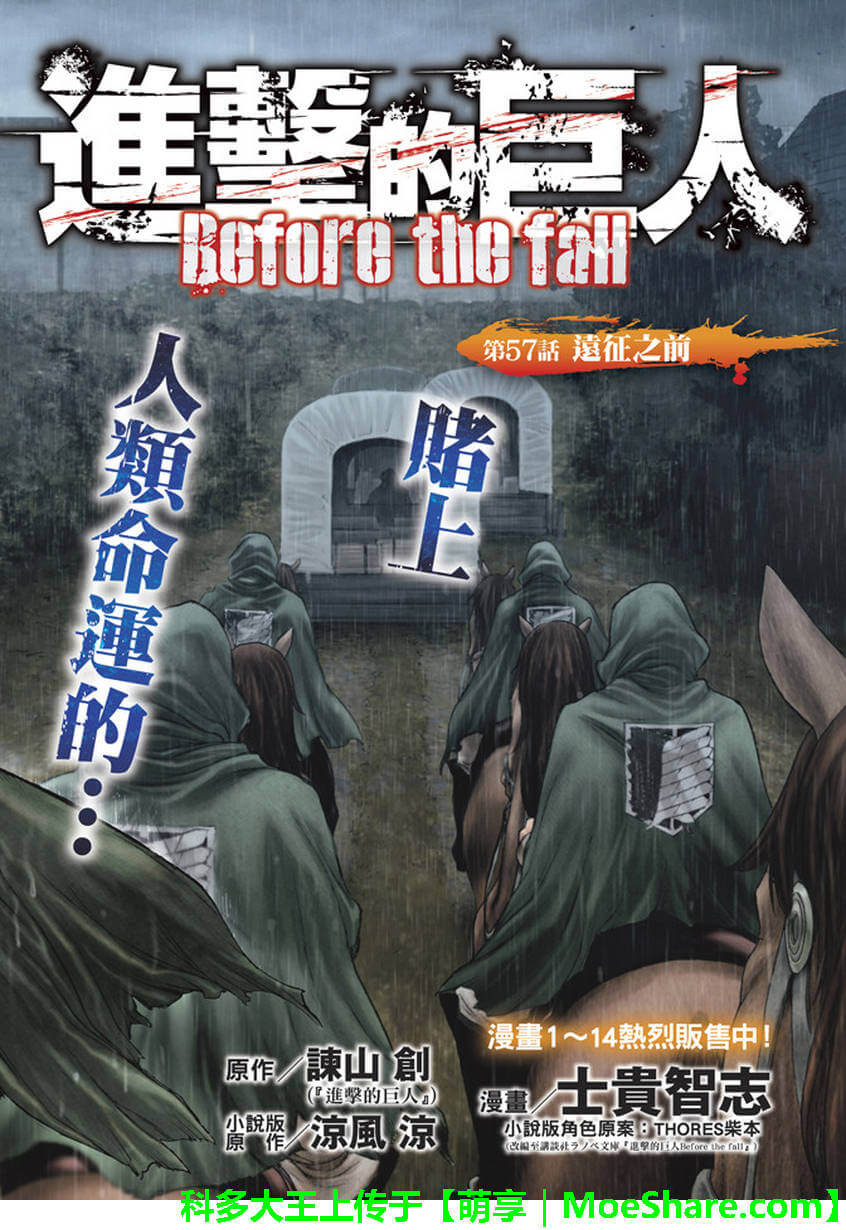 進擊的巨人
Before the fall
第57話 遠征之前
賭上
人類命運的…
漫畫1～14熱烈販售中!
原作／諫山 創
(『進擊的巨人』)
漫畫／士貴智志
小說版角色原案：THORES柴本
(改編至講談社ラノベ文庫『進擊的巨人Before the fall』)
小說版
原 作／涼風 涼
科多大王上传于【萌享｜MoeShare.com】